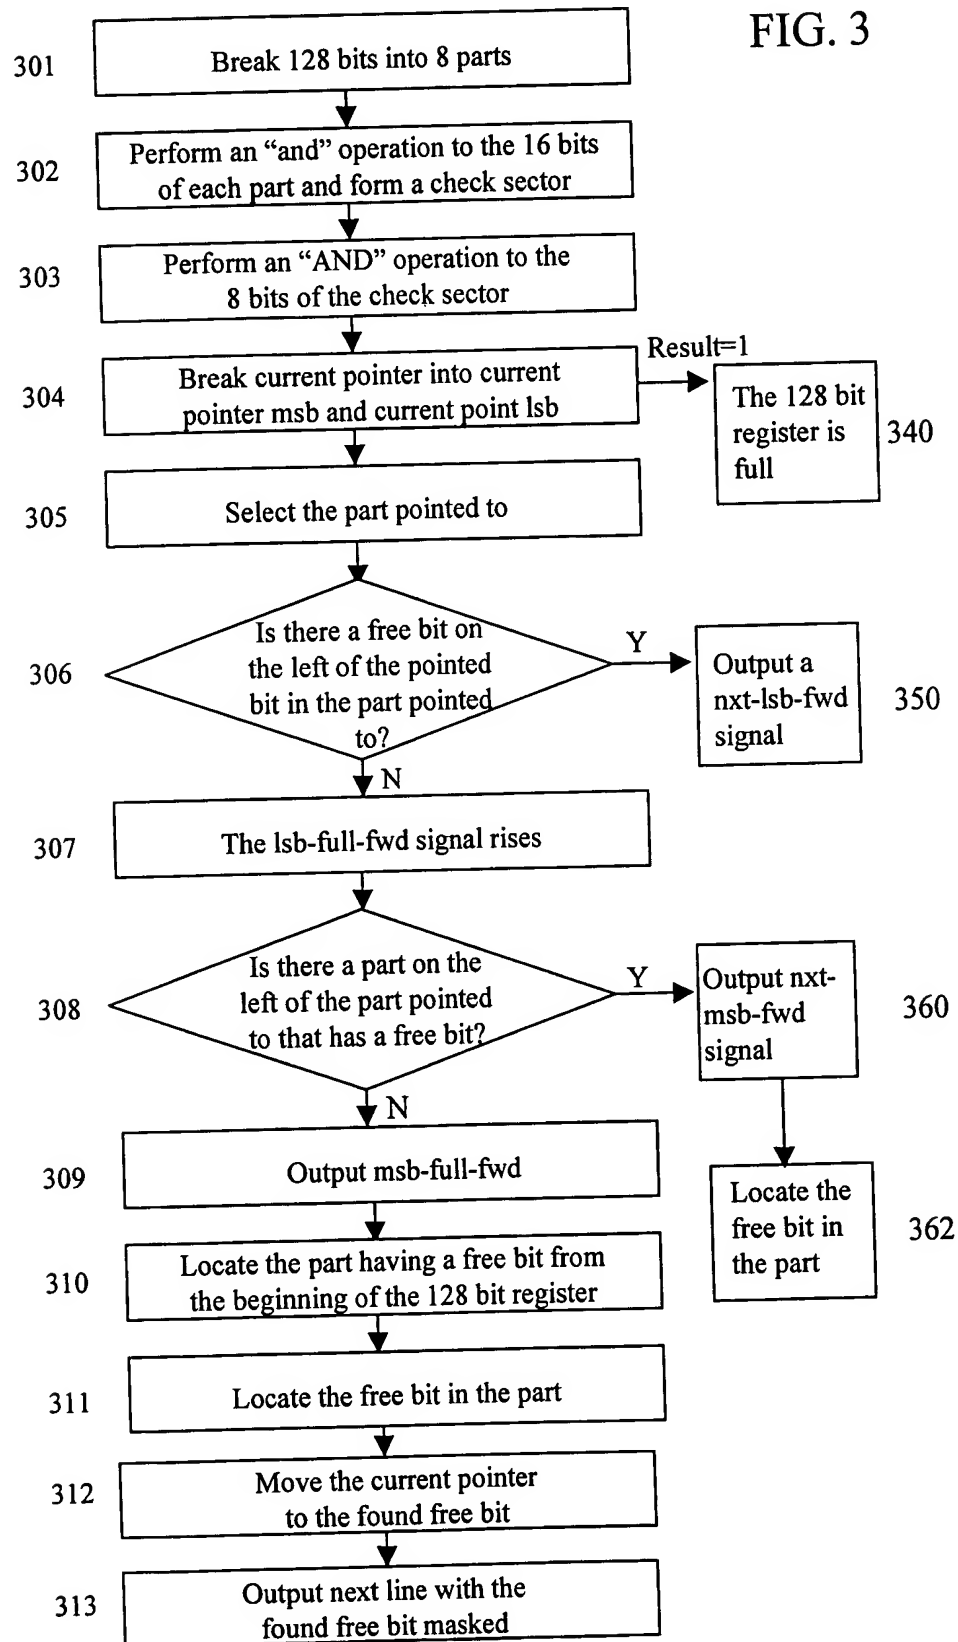 FIG. 3
301
Break 128 bits into 8 parts
302
Perform an “and” operation to the 16 bits
of each part and form a check sector
303
Perform an “AND” operation to the
8 bits of the check sector
304
Break current pointer into current
pointer msb and current point lsb
Result=1
The 128 bit
register is
full
340
305
Select the part pointed to
306
Is there a free bit on
the left of the pointed
bit in the part pointed
to?
Y
Output a
nxt-lsb-fwd
signal
350
N
307
The lsb-full-fwd signal rises
308
Is there a part on the
left of the part pointed
to that has a free bit?
Y
Output nxt-
msb-fwd
signal
360
N
309
Output msb-full-fwd
Locate the
free bit in
the part
362
310
Locate the part having a free bit from
the beginning of the 128 bit register
311
Locate the free bit in the part
312
Move the current pointer
to the found free bit
313
Output next line with the
found free bit masked